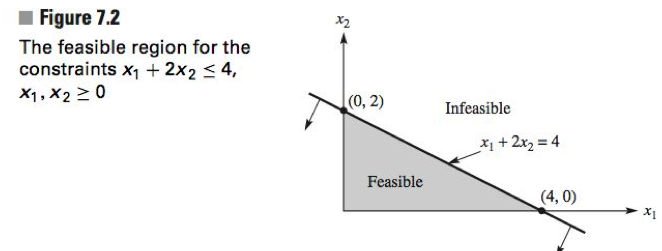 Figure 7.2
The feasible region for the
constraints x₁ + 2x₂ ≤ 4,
x₁, x₂ ≥ 0
x₂
(0, 2)
Infeasible
x₁ + 2x₂ = 4
Feasible
(4, 0)
x₁